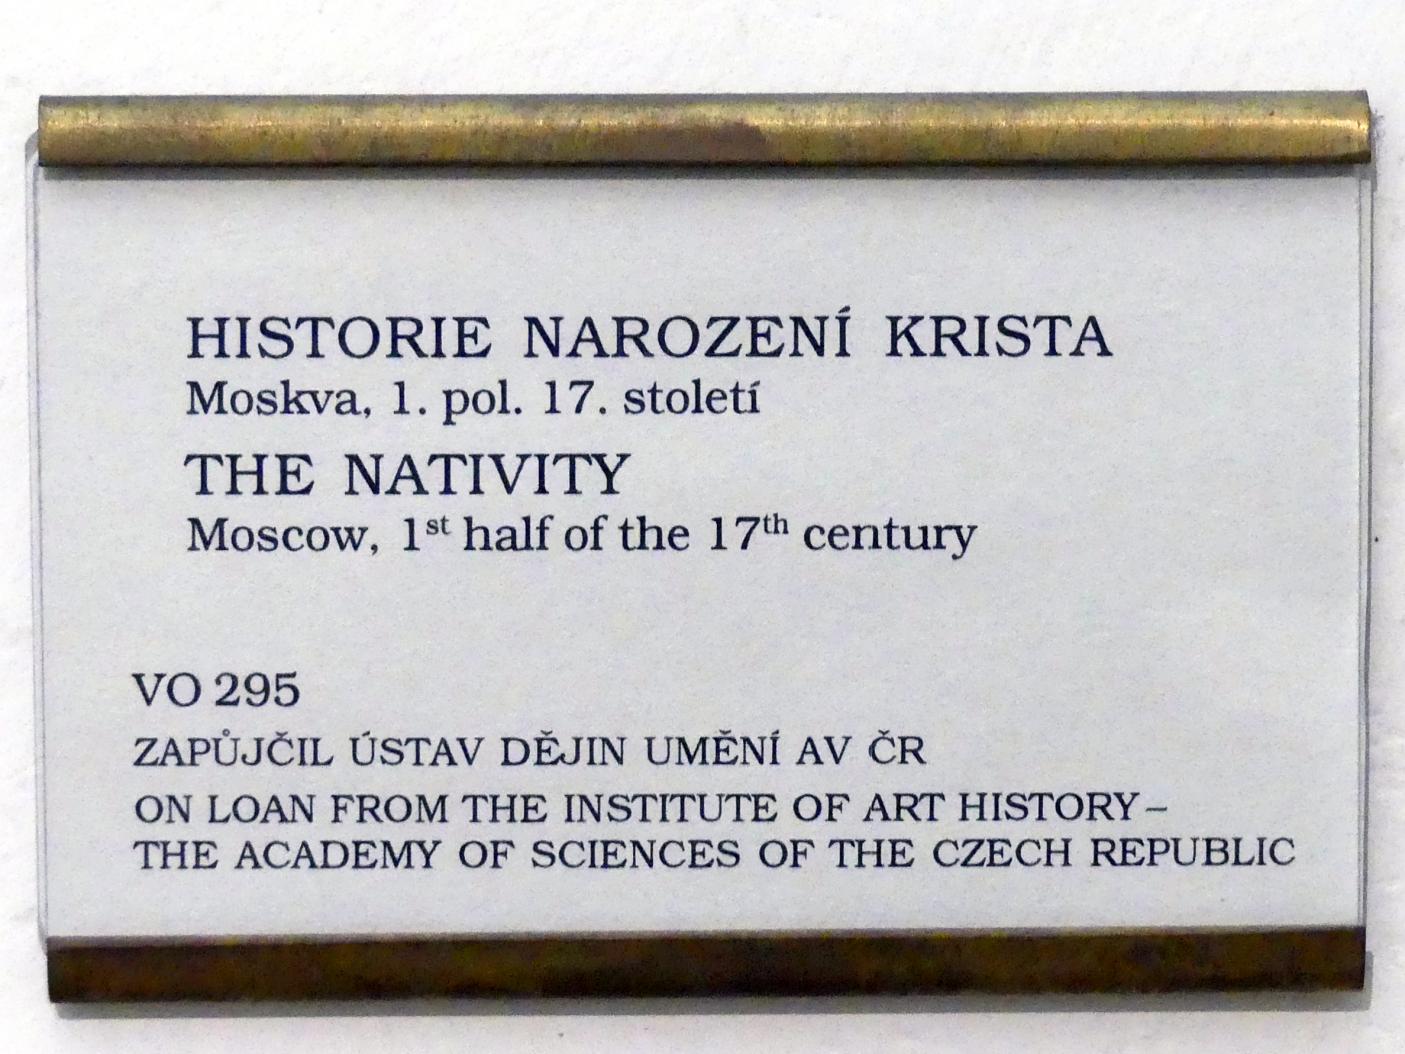 HISTORIE NAROZENÍ KRISTA
Moskva, 1. pol. 17. století
THE NATIVITY
Moscow, 1st half of the 17th century
VO 295
ZAPŮJČIL ÚSTAV DĚJIN UMĚNÍ AV ČR
ON LOAN FROM THE INSTITUTE OF ART HISTORY–
THE ACADEMY OF SCIENCES OF THE CZECH REPUBLIC